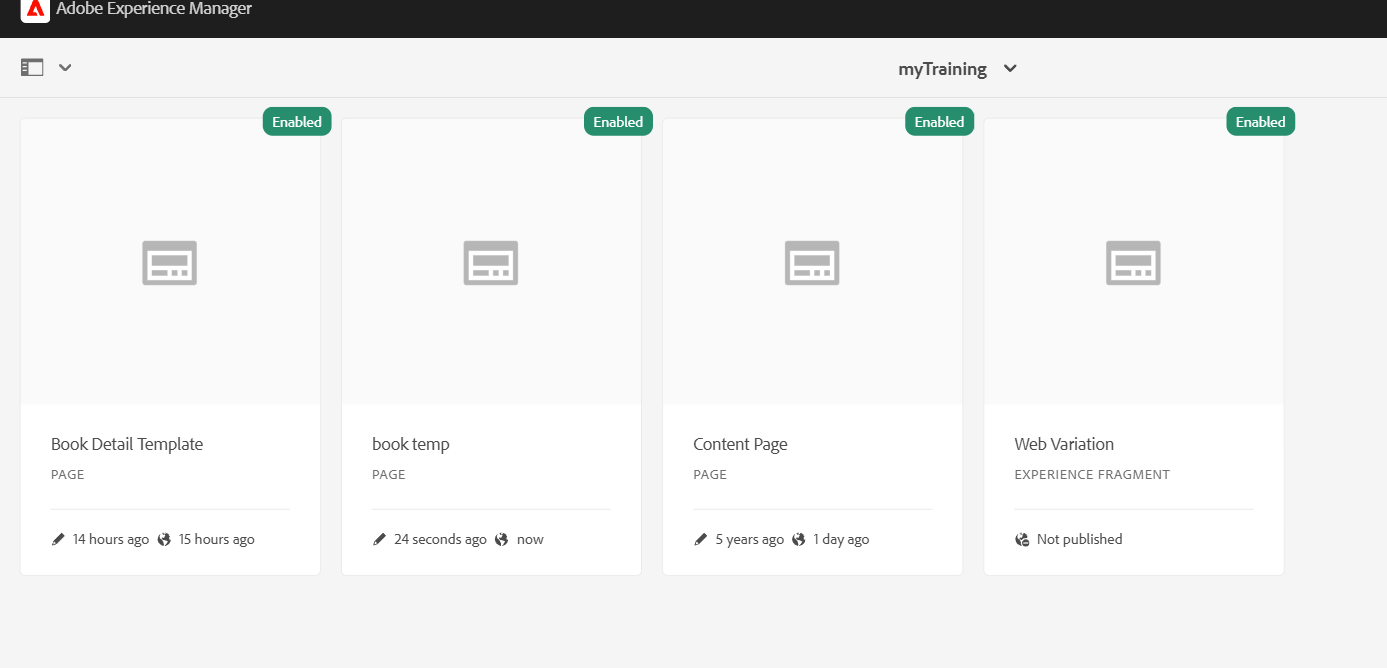 Adobe Experience Manager
myTraining
Enabled
Enabled
Enabled
Enabled
Book Detail Template
PAGE
14 hours ago 15 hours ago
book temp
PAGE
24 seconds ago now
Content Page
PAGE
5 years ago 1 day ago
Web Variation
EXPERIENCE FRAGMENT
Not published